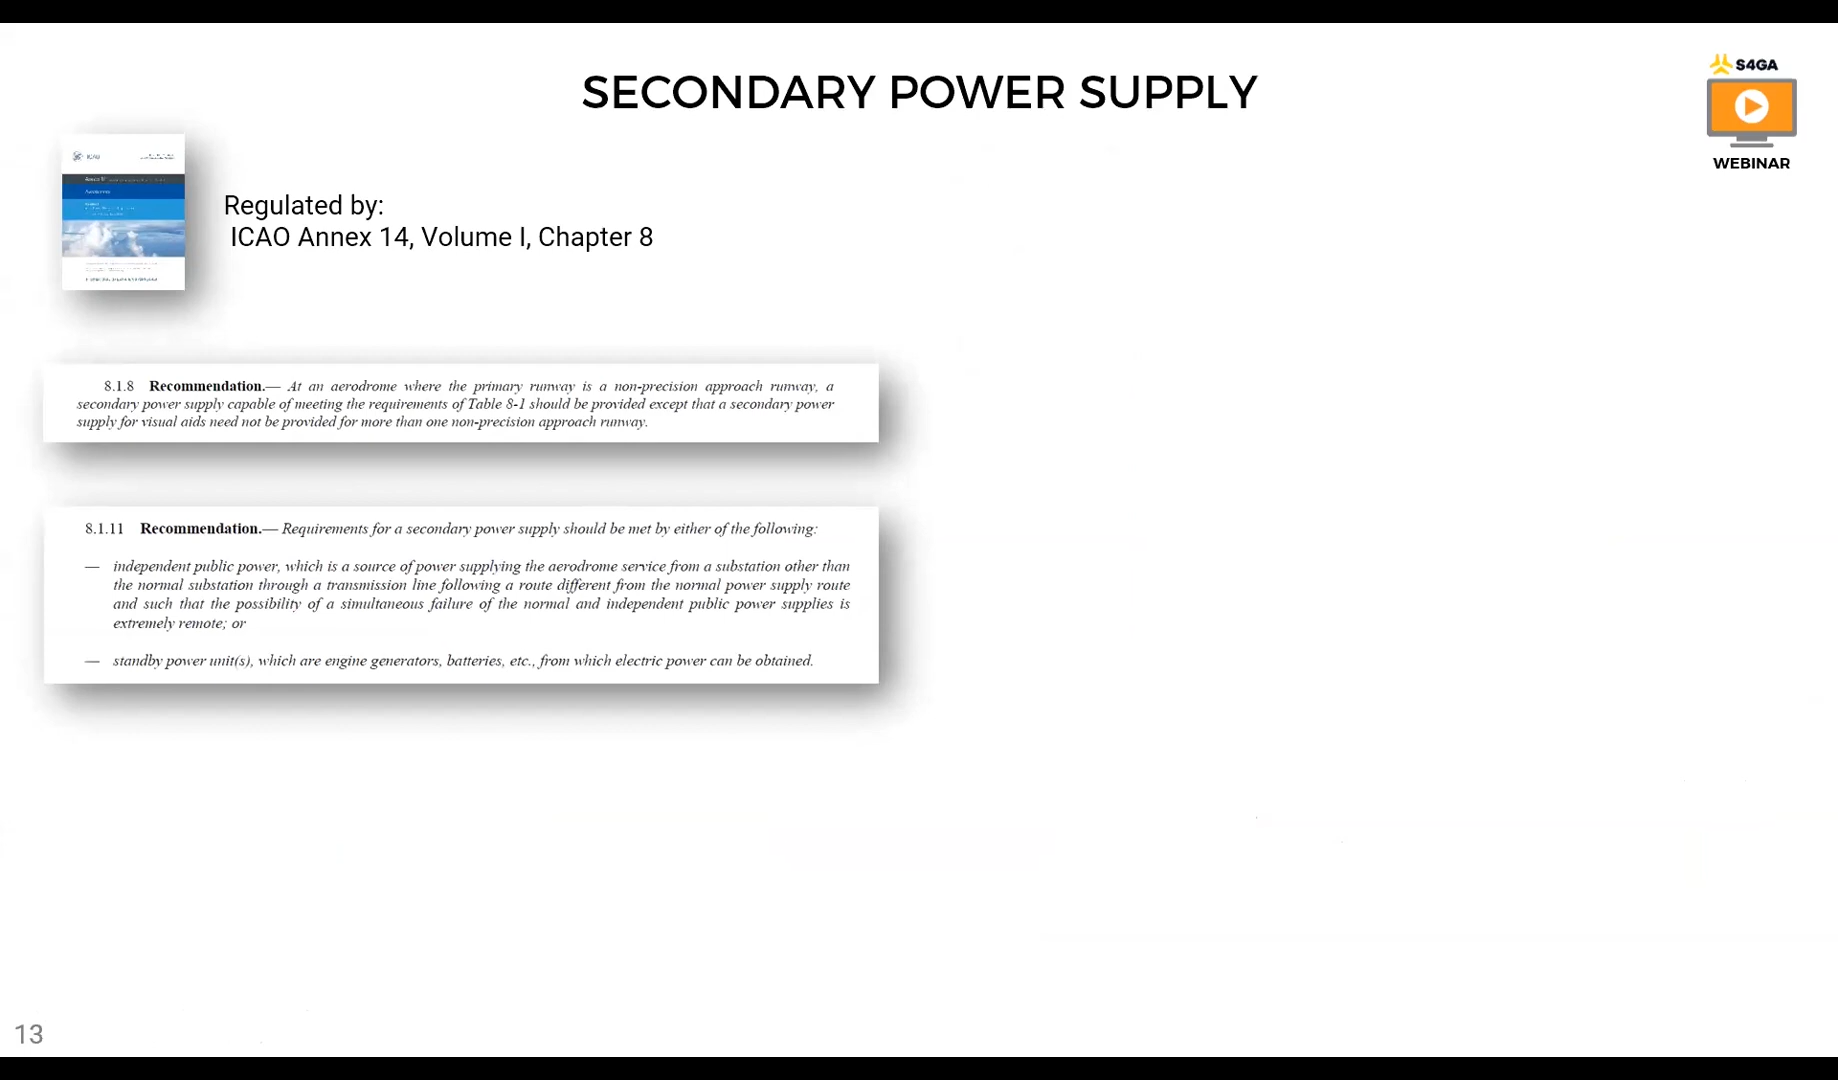 SECONDARY POWER SUPPLY
S4GA
WEBINAR
ICAO
Regulated by:
ICAO Annex 14, Volume I, Chapter 8
8.1.8 Recommendation.— At an aerodrome where the primary runway is a non-precision approach runway, a
secondary power supply capable of meeting the requirements of Table 8-1 should be provided except that a secondary power
supply for visual aids need not be provided for more than one non-precision approach runway.
8.1.11 Recommendation.— Requirements for a secondary power supply should be met by either of the following:
— independent public power, which is a source of power supplying the aerodrome service from a substation other than
the normal substation through a transmission line following a route different from the normal power supply route
and such that the possibility of a simultaneous failure of the normal and independent public power supplies is
extremely remote; or
— standby power unit(s), which are engine generators, batteries, etc., from which electric power can be obtained.
13